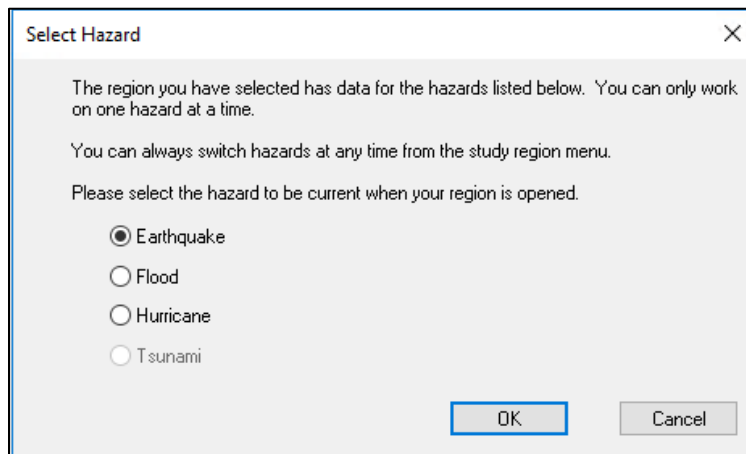 Select Hazard
The region you have selected has data for the hazards listed below.  You can only work
on one hazard at a time.
You can always switch hazards at any time from the study region menu.
Please select the hazard to be current when your region is opened.
Earthquake
Flood
Hurricane
Tsunami
OK
Cancel